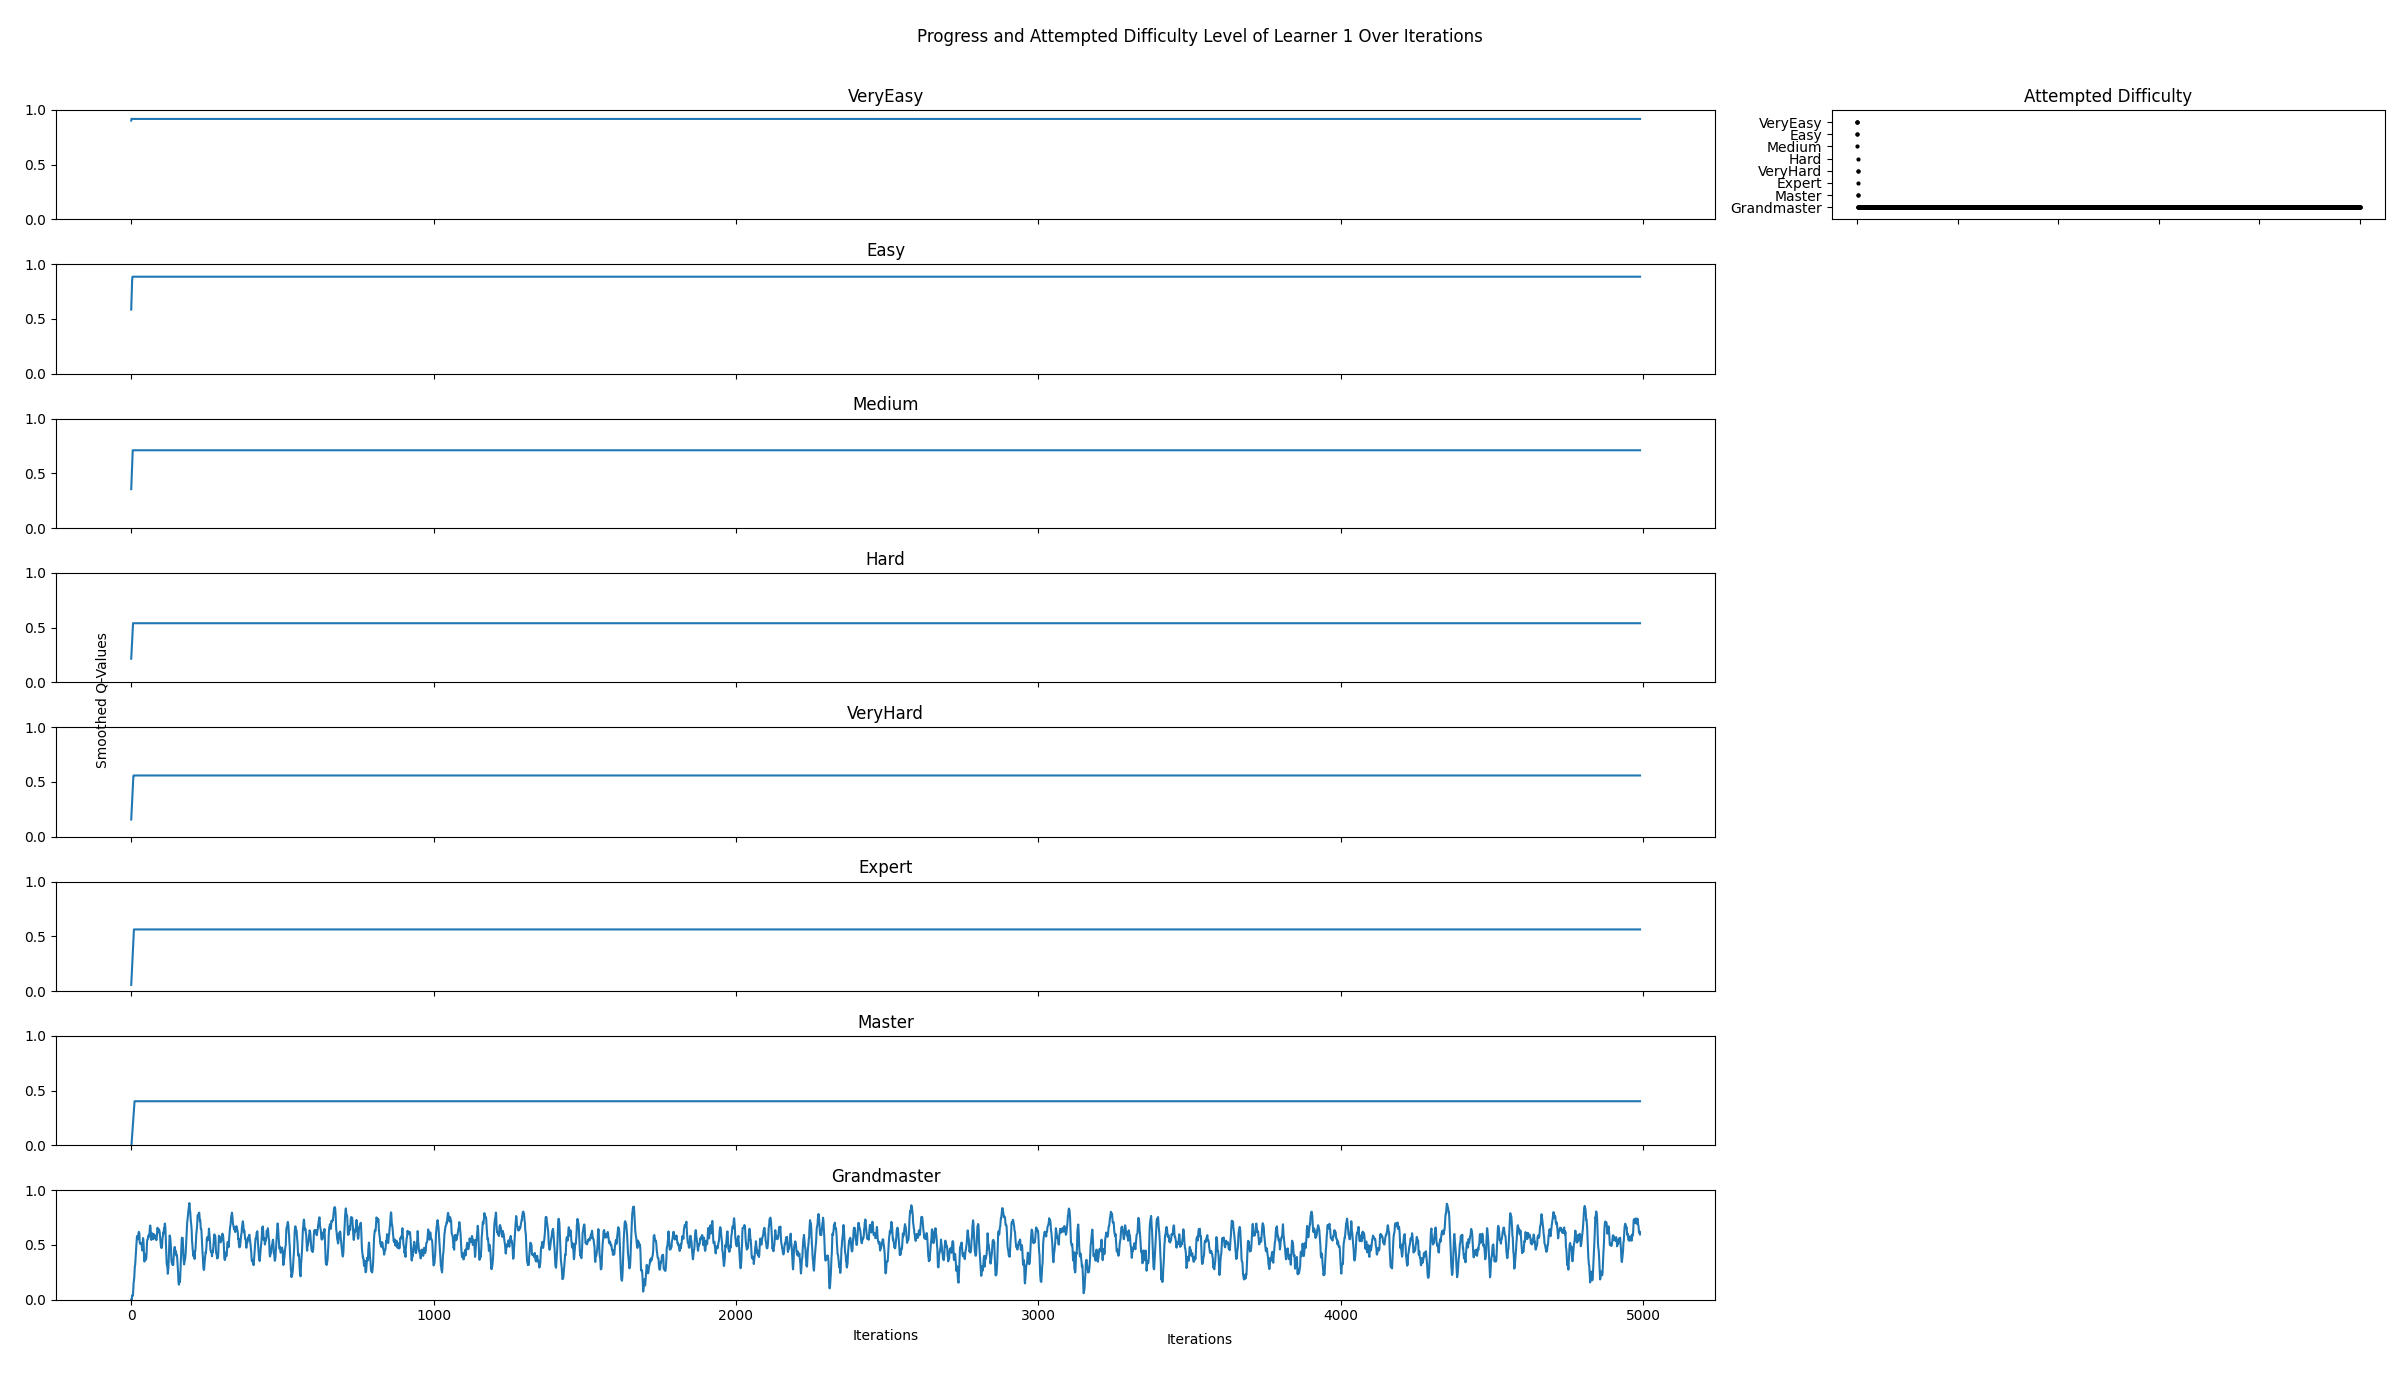 Progress and Attempted Difficulty Level of Learner 1 Over Iterations
VeryEasy
1.0
0.5
0.0
Attempted Difficulty
VeryEasy
Easy
Medium
Hard
VeryHard
Expert
Master
Grandmaster
Easy
1.0
0.5
0.0
Medium
1.0
0.5
0.0
Hard
1.0
0.5
0.0
Smoothed Q-Values
VeryHard
1.0
0.5
0.0
Expert
1.0
0.5
0.0
Master
1.0
0.5
0.0
Grandmaster
1.0
0.5
0.0
0 1000 2000 3000 4000 5000
Iterations
Iterations